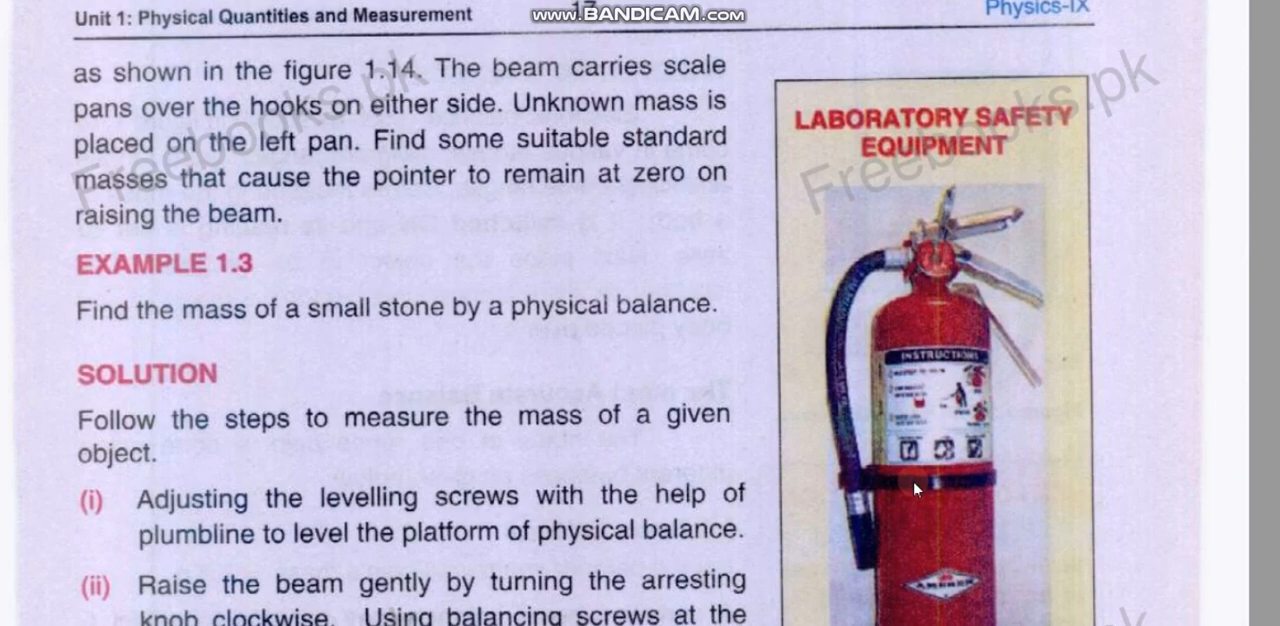 Unit 1: Physical Quantities and Measurement
17
www.BANDICAM.com
Physics-IX
as shown in the figure 1.14. The beam carries scale
pans over the hooks on either side. Unknown mass is
placed on the left pan. Find some suitable standard
masses that cause the pointer to remain at zero on
raising the beam.
EXAMPLE 1.3
Find the mass of a small stone by a physical balance.
SOLUTION
Follow the steps to measure the mass of a given
object.
(i) Adjusting the levelling screws with the help of
plumbline to level the platform of physical balance.
(ii) Raise the beam gently by turning the arresting
knob clockwise. Using balancing screws at the
Freebooks.pk
LABORATORY SAFETY
EQUIPMENT
Freebooks.pk
INSTRUCTIONS